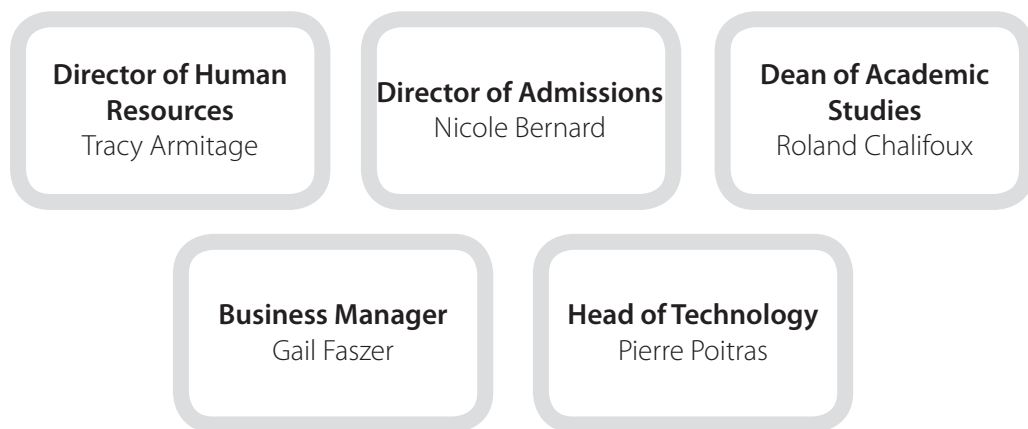 Director of Human
Resources
Tracy Armitage
Director of Admissions
Nicole Bernard
Dean of Academic
Studies
Roland Chalifoux
Business Manager
Gail Faszer
Head of Technology
Pierre Poitras